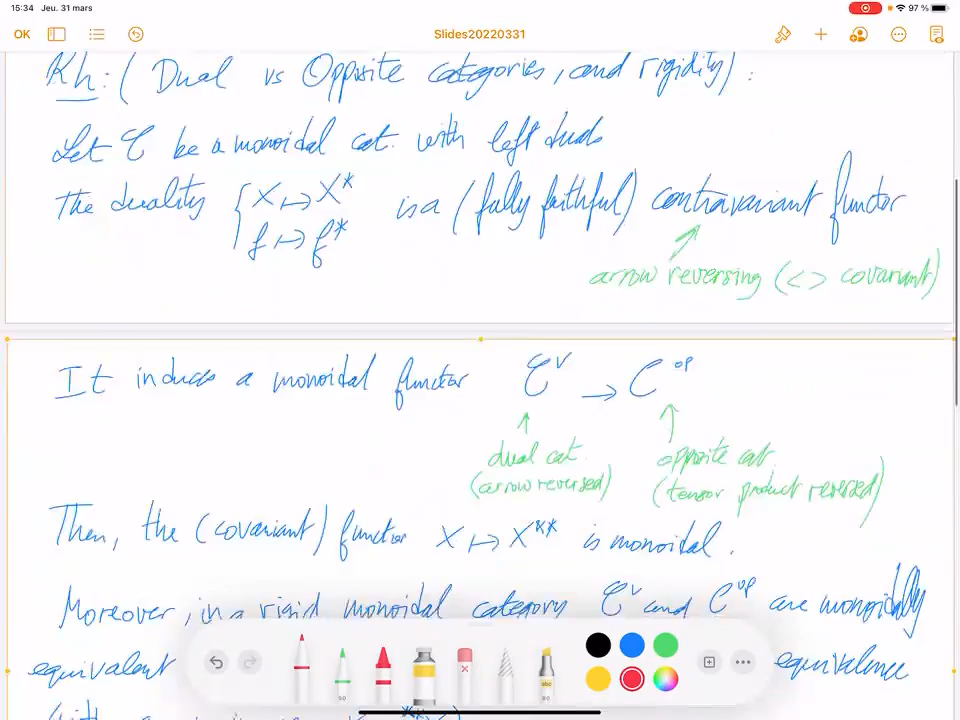 15:34 Jeu. 31 mars
97 %
OK
Slides20220331
Rk: (Dual vs Opposite categories, and rigidity):
Let C be a monoidal cat. with left duals
The duality { X ↦ X*
f ↦ f*
is a (fully faithful) contravariant functor
arrow reversing (<> covariant)
It induces a monoidal functor C^v → C^op
dual cat. (arrow reversed)
opposite cat. (tensor product reversed)
Then, the (covariant) functor X ↦ X** is monoidal.
Moreover, in a rigid monoidal category C^v and C^op are monoidally
equivalent equivalence